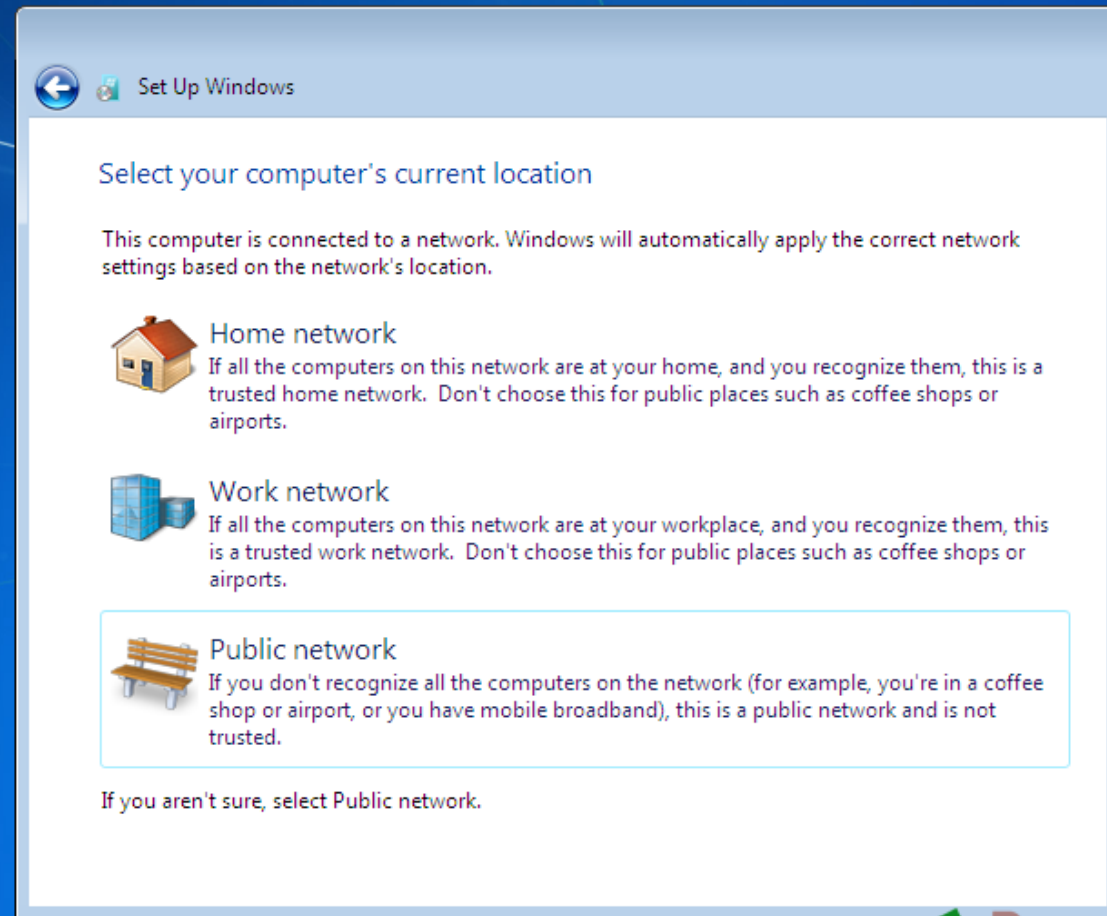 Set Up Windows
Select your computer's current location
This computer is connected to a network. Windows will automatically apply the correct network
settings based on the network's location.
Home network
If all the computers on this network are at your home, and you recognize them, this is a
trusted home network.  Don't choose this for public places such as coffee shops or
airports.
Work network
If all the computers on this network are at your workplace, and you recognize them, this
is a trusted work network.  Don't choose this for public places such as coffee shops or
airports.
Public network
If you don't recognize all the computers on the network (for example, you're in a coffee
shop or airport, or you have mobile broadband), this is a public network and is not
trusted.
If you aren't sure, select Public network.